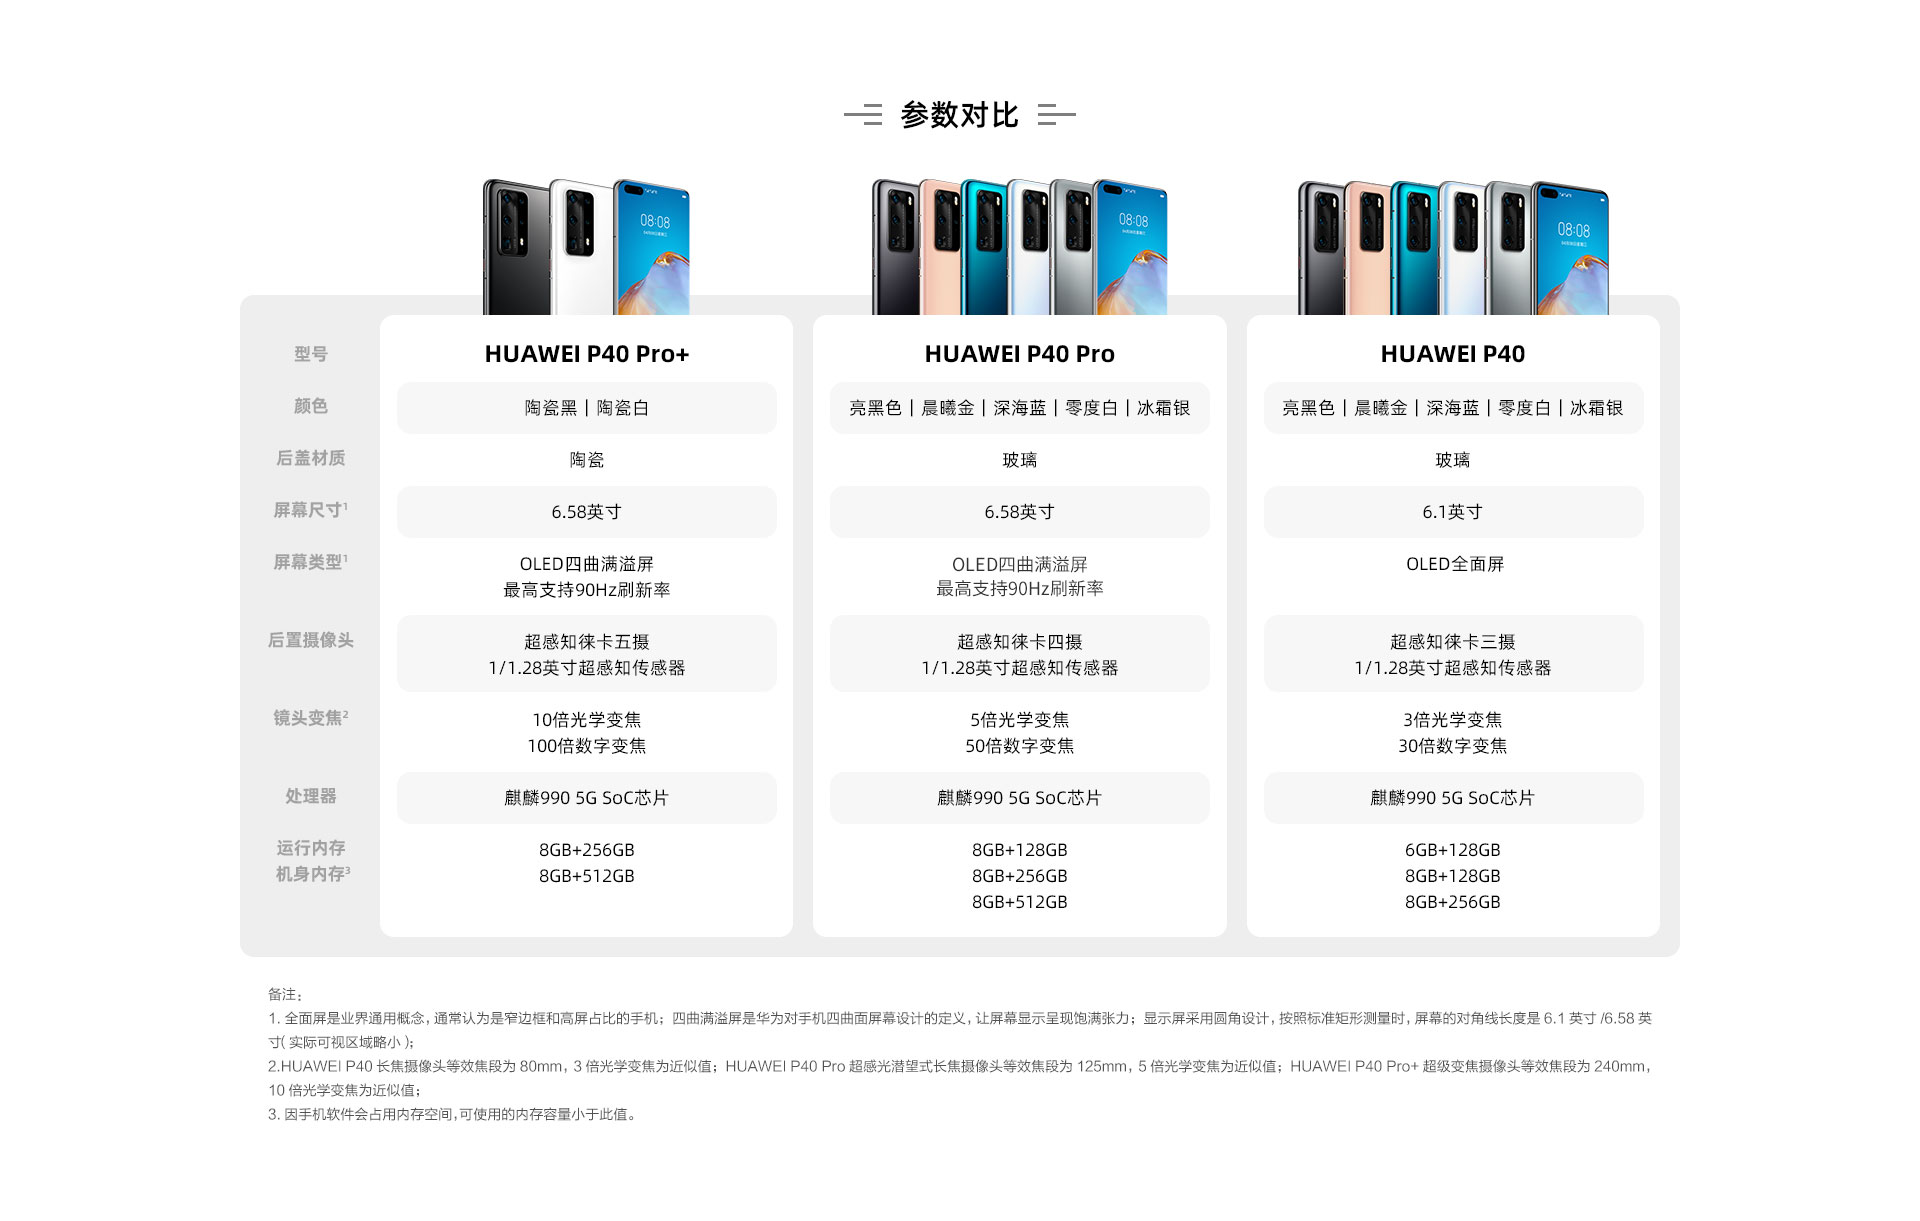 参数对比
08:08
08:08
08:08
型号
HUAWEI P40 Pro+
HUAWEI P40 Pro
HUAWEI P40
颜色
陶瓷黑 | 陶瓷白
亮黑色 | 晨曦金 | 深海蓝 | 零度白 | 冰霜银
亮黑色 | 晨曦金 | 深海蓝 | 零度白 | 冰霜银
后盖材质
陶瓷
玻璃
玻璃
屏幕尺寸¹
6.58英寸
6.58英寸
6.1英寸
屏幕类型¹
OLED四曲满溢屏
最高支持90Hz刷新率
OLED四曲满溢屏
最高支持90Hz刷新率
OLED全面屏
后置摄像头
超感知徕卡五摄
1/1.28英寸超感知传感器
超感知徕卡四摄
1/1.28英寸超感知传感器
超感知徕卡三摄
1/1.28英寸超感知传感器
镜头变焦²
10倍光学变焦
100倍数字变焦
5倍光学变焦
50倍数字变焦
3倍光学变焦
30倍数字变焦
处理器
麒麟990 5G SoC芯片
麒麟990 5G SoC芯片
麒麟990 5G SoC芯片
运行内存
机身内存³
8GB+256GB
8GB+512GB
8GB+128GB
8GB+256GB
8GB+512GB
6GB+128GB
8GB+128GB
8GB+256GB
备注：
1. 全面屏是业界通用概念，通常认为是窄边框和高屏占比的手机；四曲满溢屏是华为对手机四曲面屏幕设计的定义，让屏幕显示呈现饱满张力；显示屏采用圆角设计，按照标准矩形测量时，屏幕的对角线长度是 6.1 英寸 /6.58 英
寸（实际可视区域略小）；
2.HUAWEI P40 长焦摄像头等效焦段为 80mm，3 倍光学变焦为近似值；HUAWEI P40 Pro 超感光潜望式长焦摄像头等效焦段为 125mm，5 倍光学变焦为近似值；HUAWEI P40 Pro+ 超级变焦摄像头等效焦段为 240mm，
10 倍光学变焦为近似值；
3. 因手机软件会占用内存空间，可使用的内存容量小于此值。